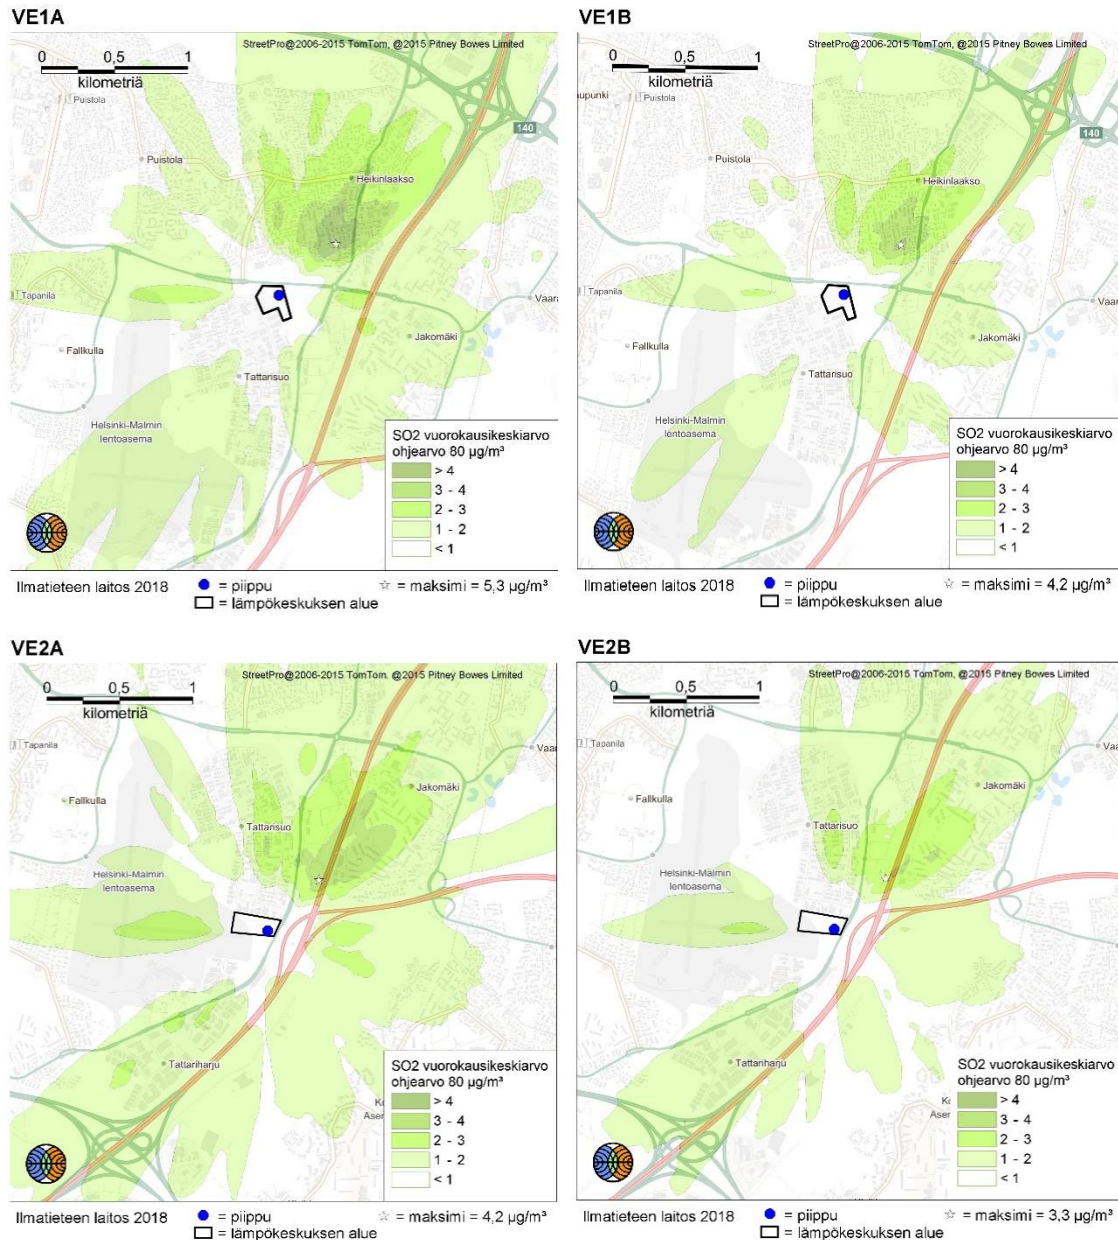 VE1A
StreetPro@2006-2015 TomTom, @2015 Pitney Bowes Limited
0 0,5 1
kilometriä
Puistola
140
Puistola
Heikinlaakso
Tapanila
Vaara
Jakomäki
Fallkulla
Tattarisuo
Helsinki-Malmin
lentoasema
SO2 vuorokausikeskiarvo
ohjearvo 80 µg/m³
> 4
3 - 4
2 - 3
1 - 2
< 1
Ilmatieteen laitos 2018
= piippu
= maksimi = 5,3 µg/m³
= lämpökeskuksen alue
VE1B
StreetPro@2006-2015 TomTom, @2015 Pitney Bowes Limited
0 0,5 1
kilometriä
aupunki
Puistola
140
Puistola
Heikinlaakso
Tapanila
Vaara
Jakomäki
Fallkulla
Tattarisuo
Helsinki-Malmin
lentoasema
SO2 vuorokausikeskiarvo
ohjearvo 80 µg/m³
> 4
3 - 4
2 - 3
1 - 2
< 1
Ilmatieteen laitos 2018
= piippu
= maksimi = 4,2 µg/m³
= lämpökeskuksen alue
VE2A
StreetPro@2006-2015 TomTom, @2015 Pitney Bowes Limited
0 0,5 1
kilometriä
Tapanila
Vaa
Jakomäki
Fallkulla
Tattarisuo
Helsinki-Malmin
lentoasema
Tattariharju
SO2 vuorokausikeskiarvo
ohjearvo 80 µg/m³
> 4
3 - 4
2 - 3
1 - 2
< 1
Ilmatieteen laitos 2018
= piippu
= maksimi = 4,2 µg/m³
= lämpökeskuksen alue
VE2B
StreetPro@2006-2015 TomTom, @2015 Pitney Bowes Limited
0 0,5 1
kilometriä
Tapanila
Vaar
Jakomäki
Fallkulla
Tattarisuo
Helsinki-Malmin
lentoasema
Tattariharju
SO2 vuorokausikeskiarvo
ohjearvo 80 µg/m³
> 4
3 - 4
2 - 3
1 - 2
< 1
Ilmatieteen laitos 2018
= piippu
= maksimi = 3,3 µg/m³
= lämpökeskuksen alue